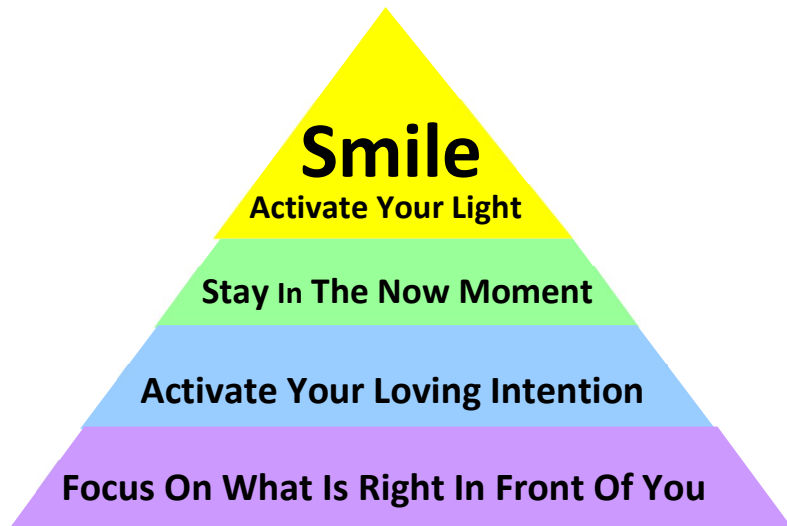 Smile
Activate Your Light
Stay In The Now Moment
Activate Your Loving Intention
Focus On What Is Right In Front Of You